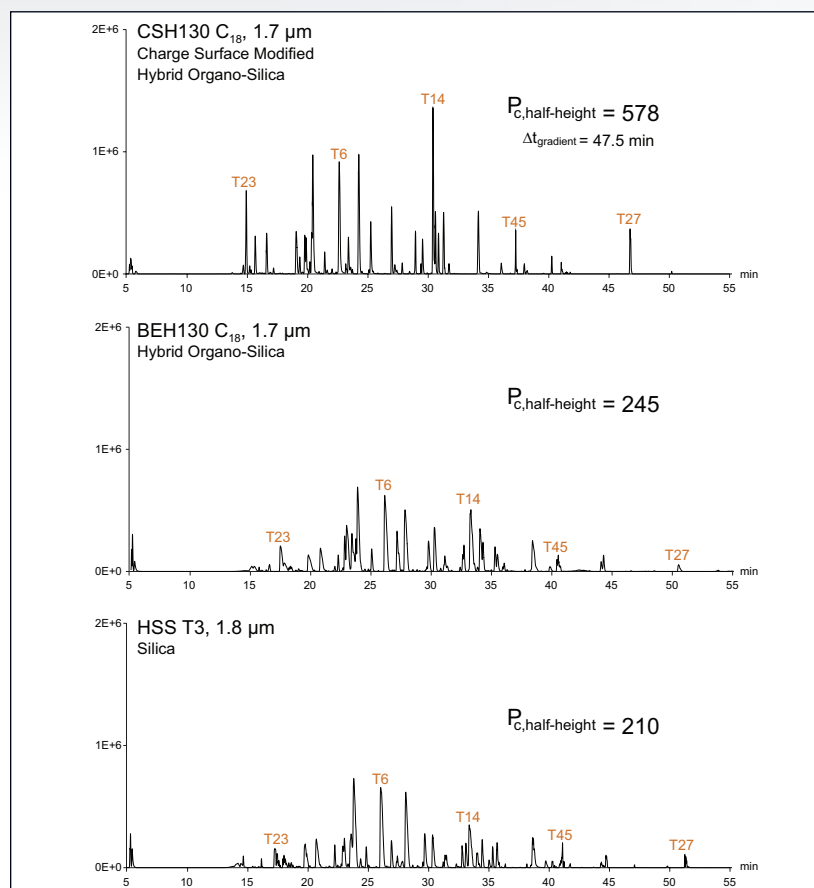 CSH130 C₁₈, 1.7 µm
Charge Surface Modified
Hybrid Organo-Silica
Pc,half-height = 578
Δtgradient = 47.5 min
2E+6
1E+6
0E+0
T23
T6
T14
T45
T27
5 10 15 20 25 30 35 40 45 50 55 min
BEH130 C₁₈, 1.7 µm
Hybrid Organo-Silica
Pc,half-height = 245
2E+6
1E+6
0E+0
T23
T6
T14
T45
T27
5 10 15 20 25 30 35 40 45 50 55 min
HSS T3, 1.8 µm
Silica
Pc,half-height = 210
2E+6
1E+6
0E+0
T23
T6
T14
T45
T27
5 10 15 20 25 30 35 40 45 50 55 min